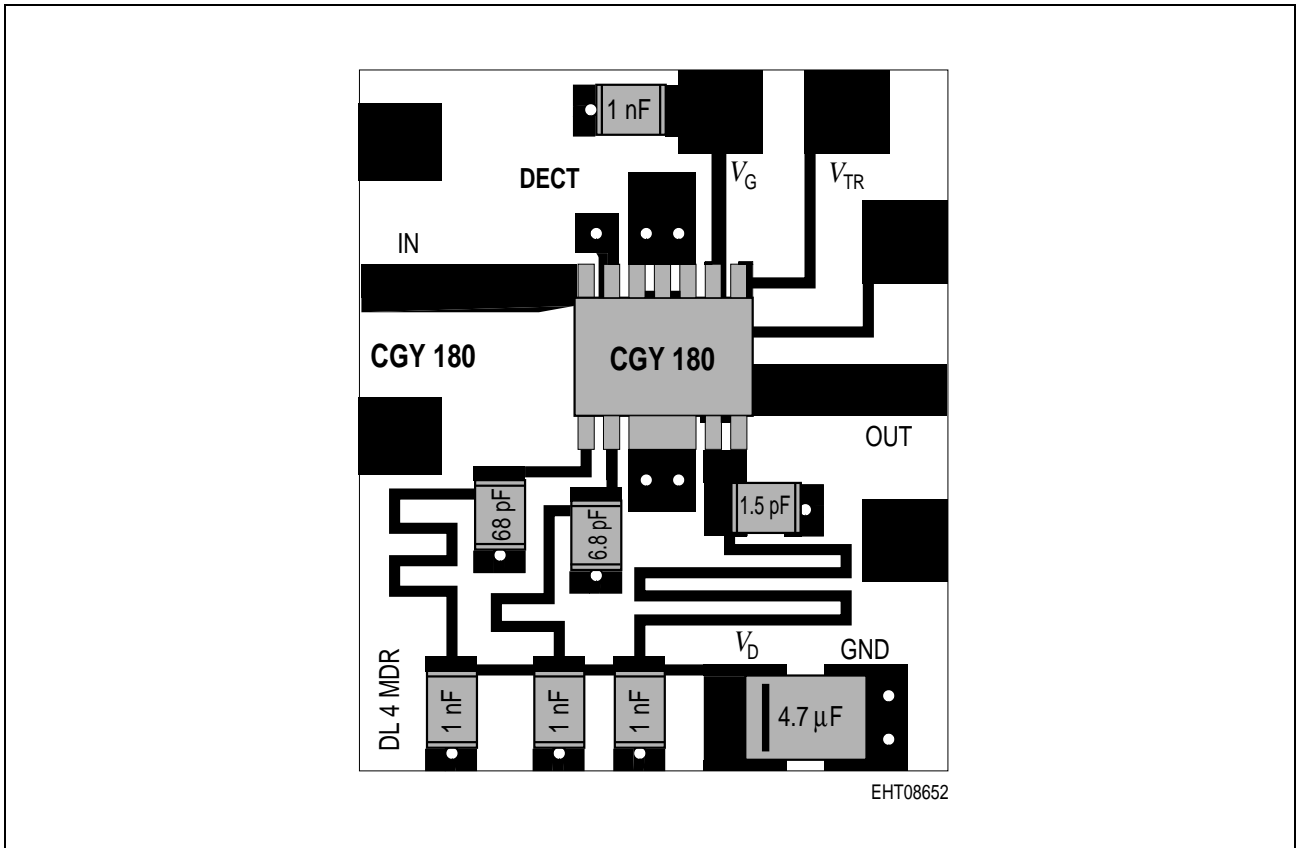 1 nF
DECT
V_G
V_TR
IN
CGY 180
CGY 180
OUT
68 pF
6.8 pF
1.5 pF
V_D
GND
DL 4 MDR
1 nF
1 nF
1 nF
4.7 µF
EHT08652